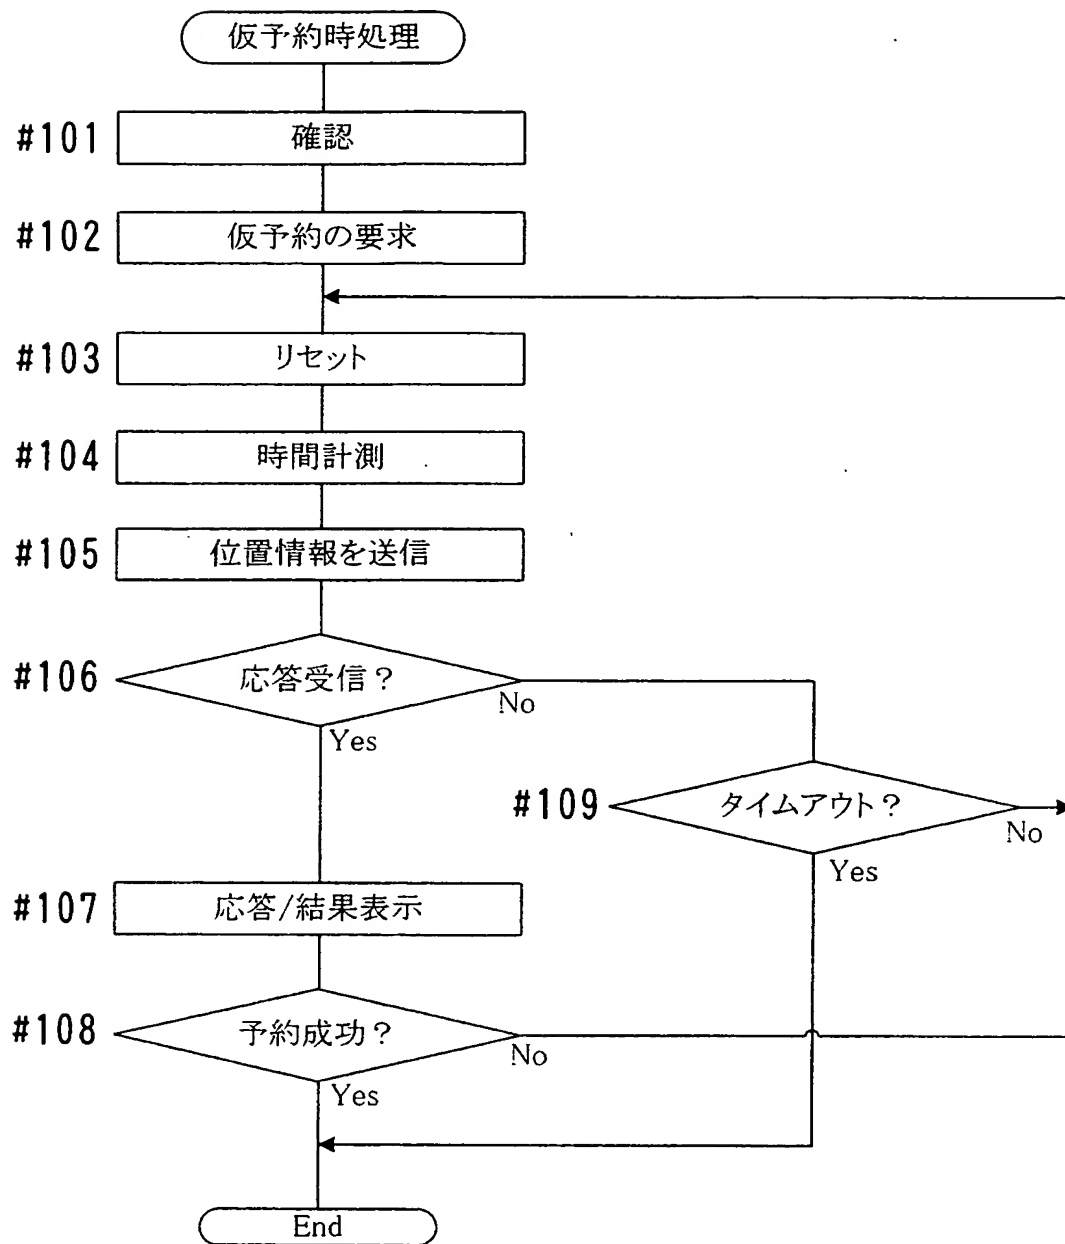 仮予約時処理
#101 確認
#102 仮予約の要求
#103 リセット
#104 時間計測
#105 位置情報を送信
#106 応答受信?
No
Yes
#109 タイムアウト?
No
Yes
#107 応答/結果表示
#108 予約成功?
No
Yes
End